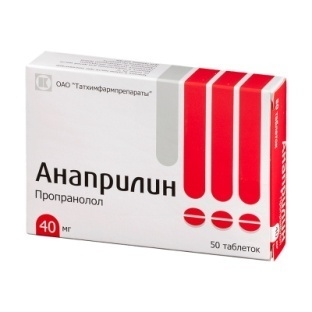 ОАО "Татхимфармпрепараты"
Анаприлин
Пропранолол
40 мг
50 таблеток
Анаприлин